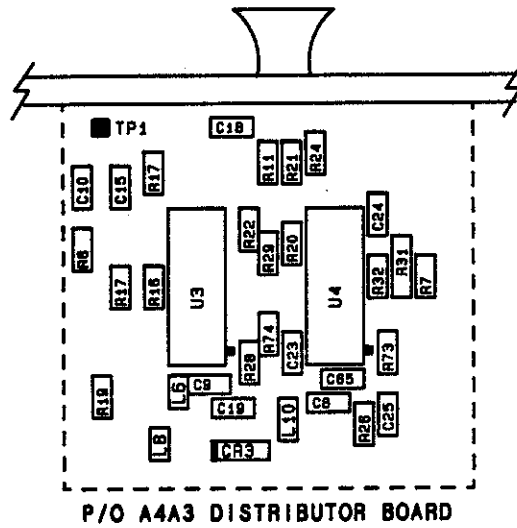 TP1
C18
R11
R21
R24
R17
C10
C15
C24
R6
R22
R29
R20
R32
R31
R7
R17
R16
U3
U4
R74
R28
C23
R73
R19
L6
C9
C65
C19
L10
C6
R26
C25
L8
CR3
P/O A4A3 DISTRIBUTOR BOARD